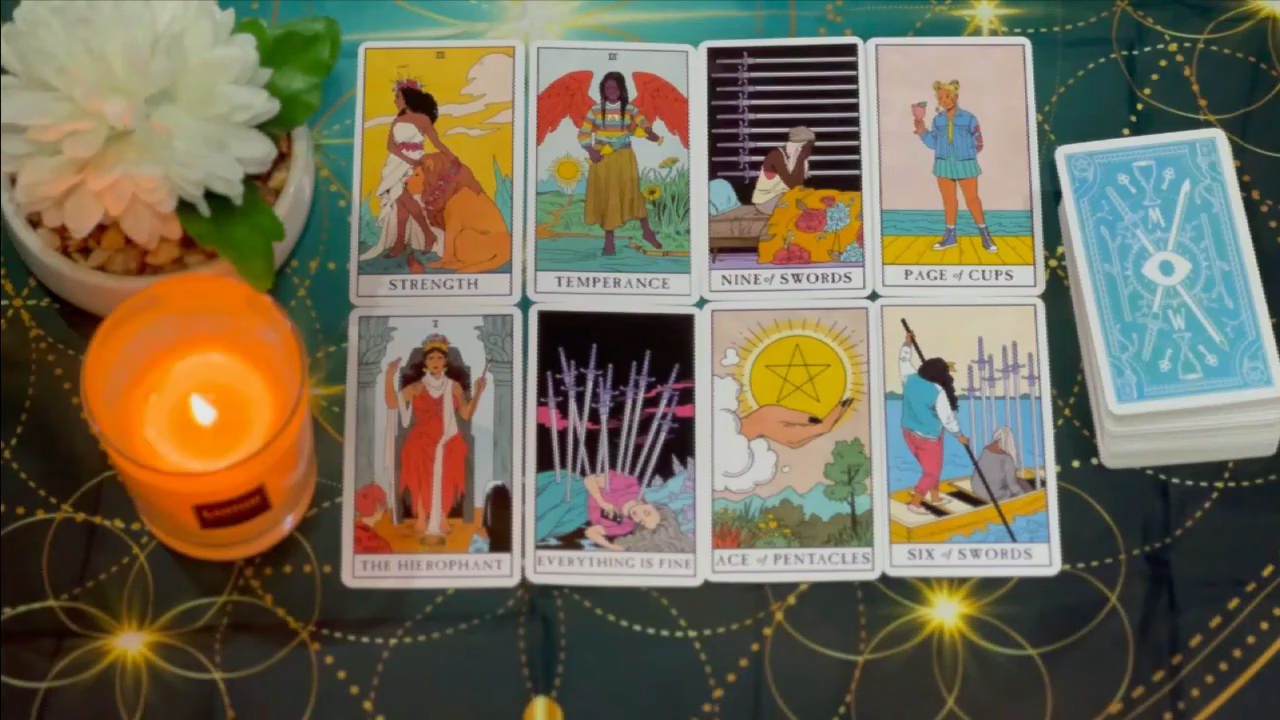 STRENGTH
TEMPERANCE
NINE of SWORDS
PAGE of CUPS
M
W
I
THE HIEROPHANT
EVERYTHING IS FINE
ACE of PENTACLES
SIX of SWORDS